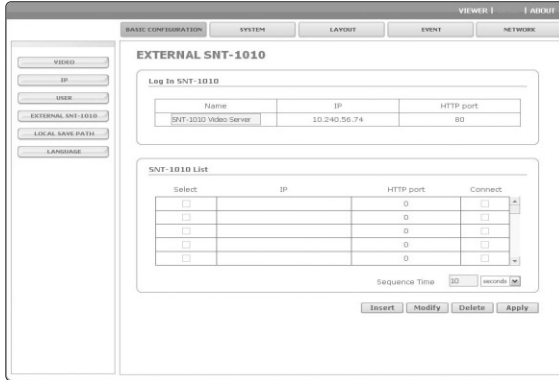 VIEWER | | ABOUT
BASIC CONFIGURATION SYSTEM LAYOUT EVENT NETWORK
VIDEO
IP
USER
EXTERNAL SNT-1010
LOCAL SAVE PATH
LANGUAGE
EXTERNAL SNT-1010
Log In SNT-1010
Name IP HTTP port
SNT-1010 Video Server 10.240.56.74 80
SNT-1010 List
Select IP HTTP port Connect
0
0
0
0
0
Sequence Time 10 seconds
Insert Modify Delete Apply